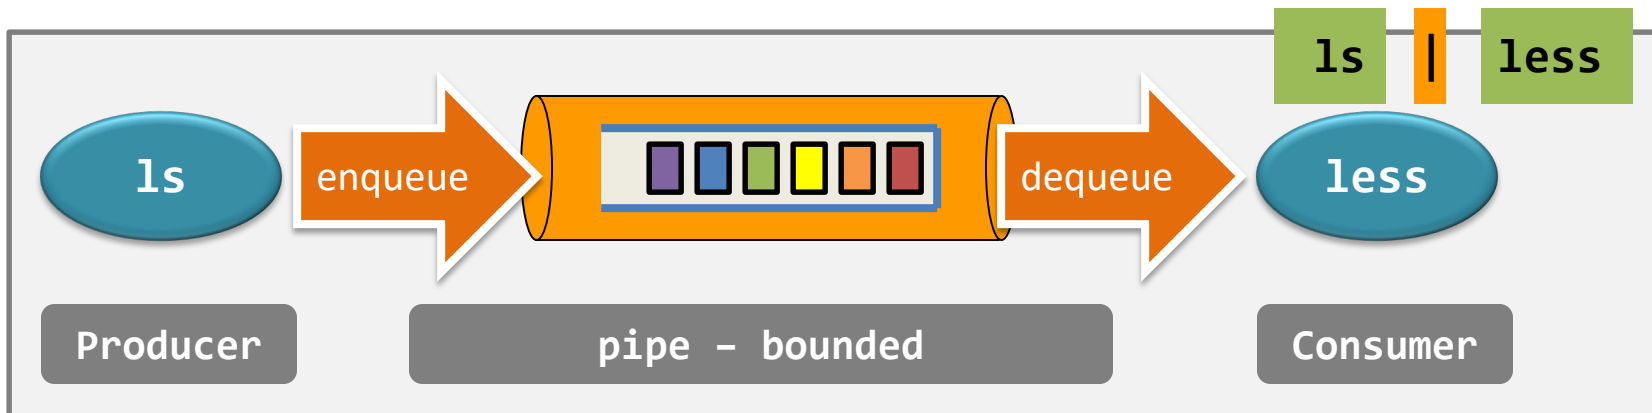 ls | less
ls enqueue dequeue less
Producer pipe – bounded Consumer